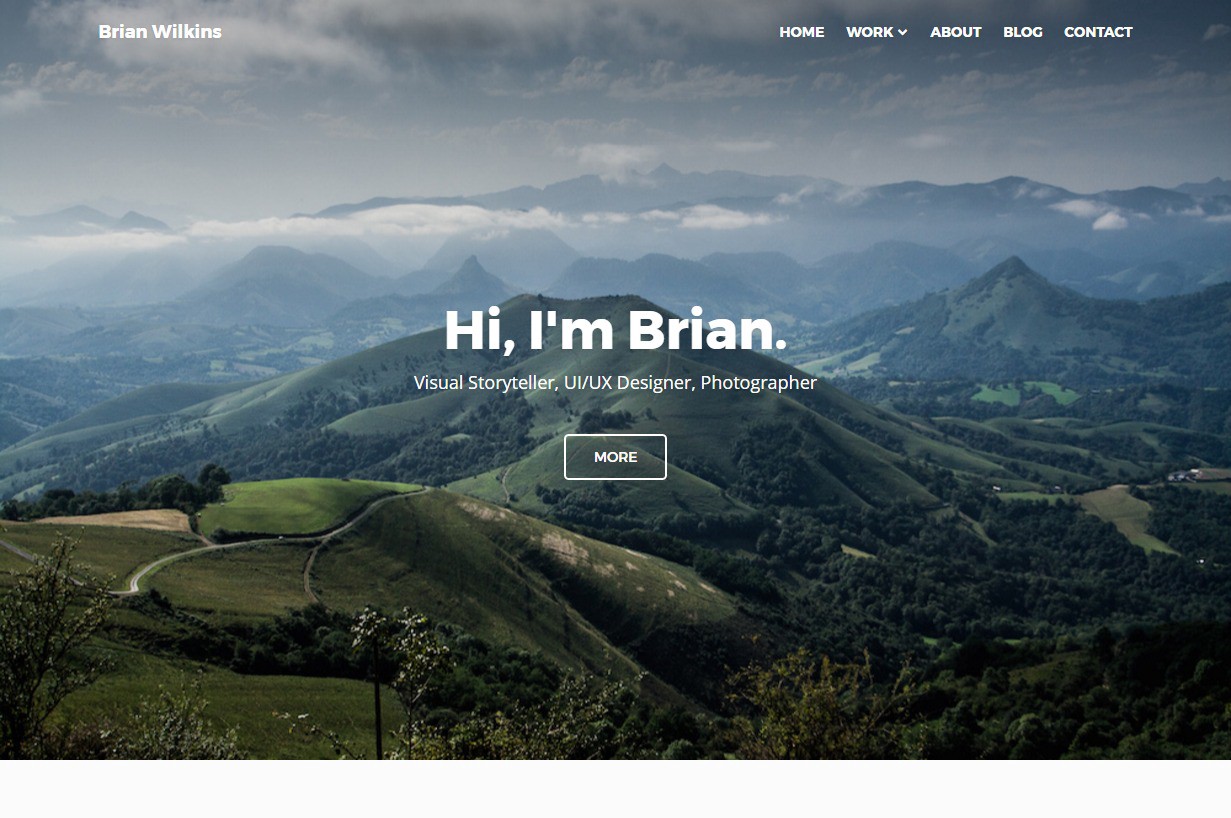 Brian Wilkins
HOME WORK ABOUT BLOG CONTACT
Hi, I'm Brian.
Visual Storyteller, UI/UX Designer, Photographer
MORE